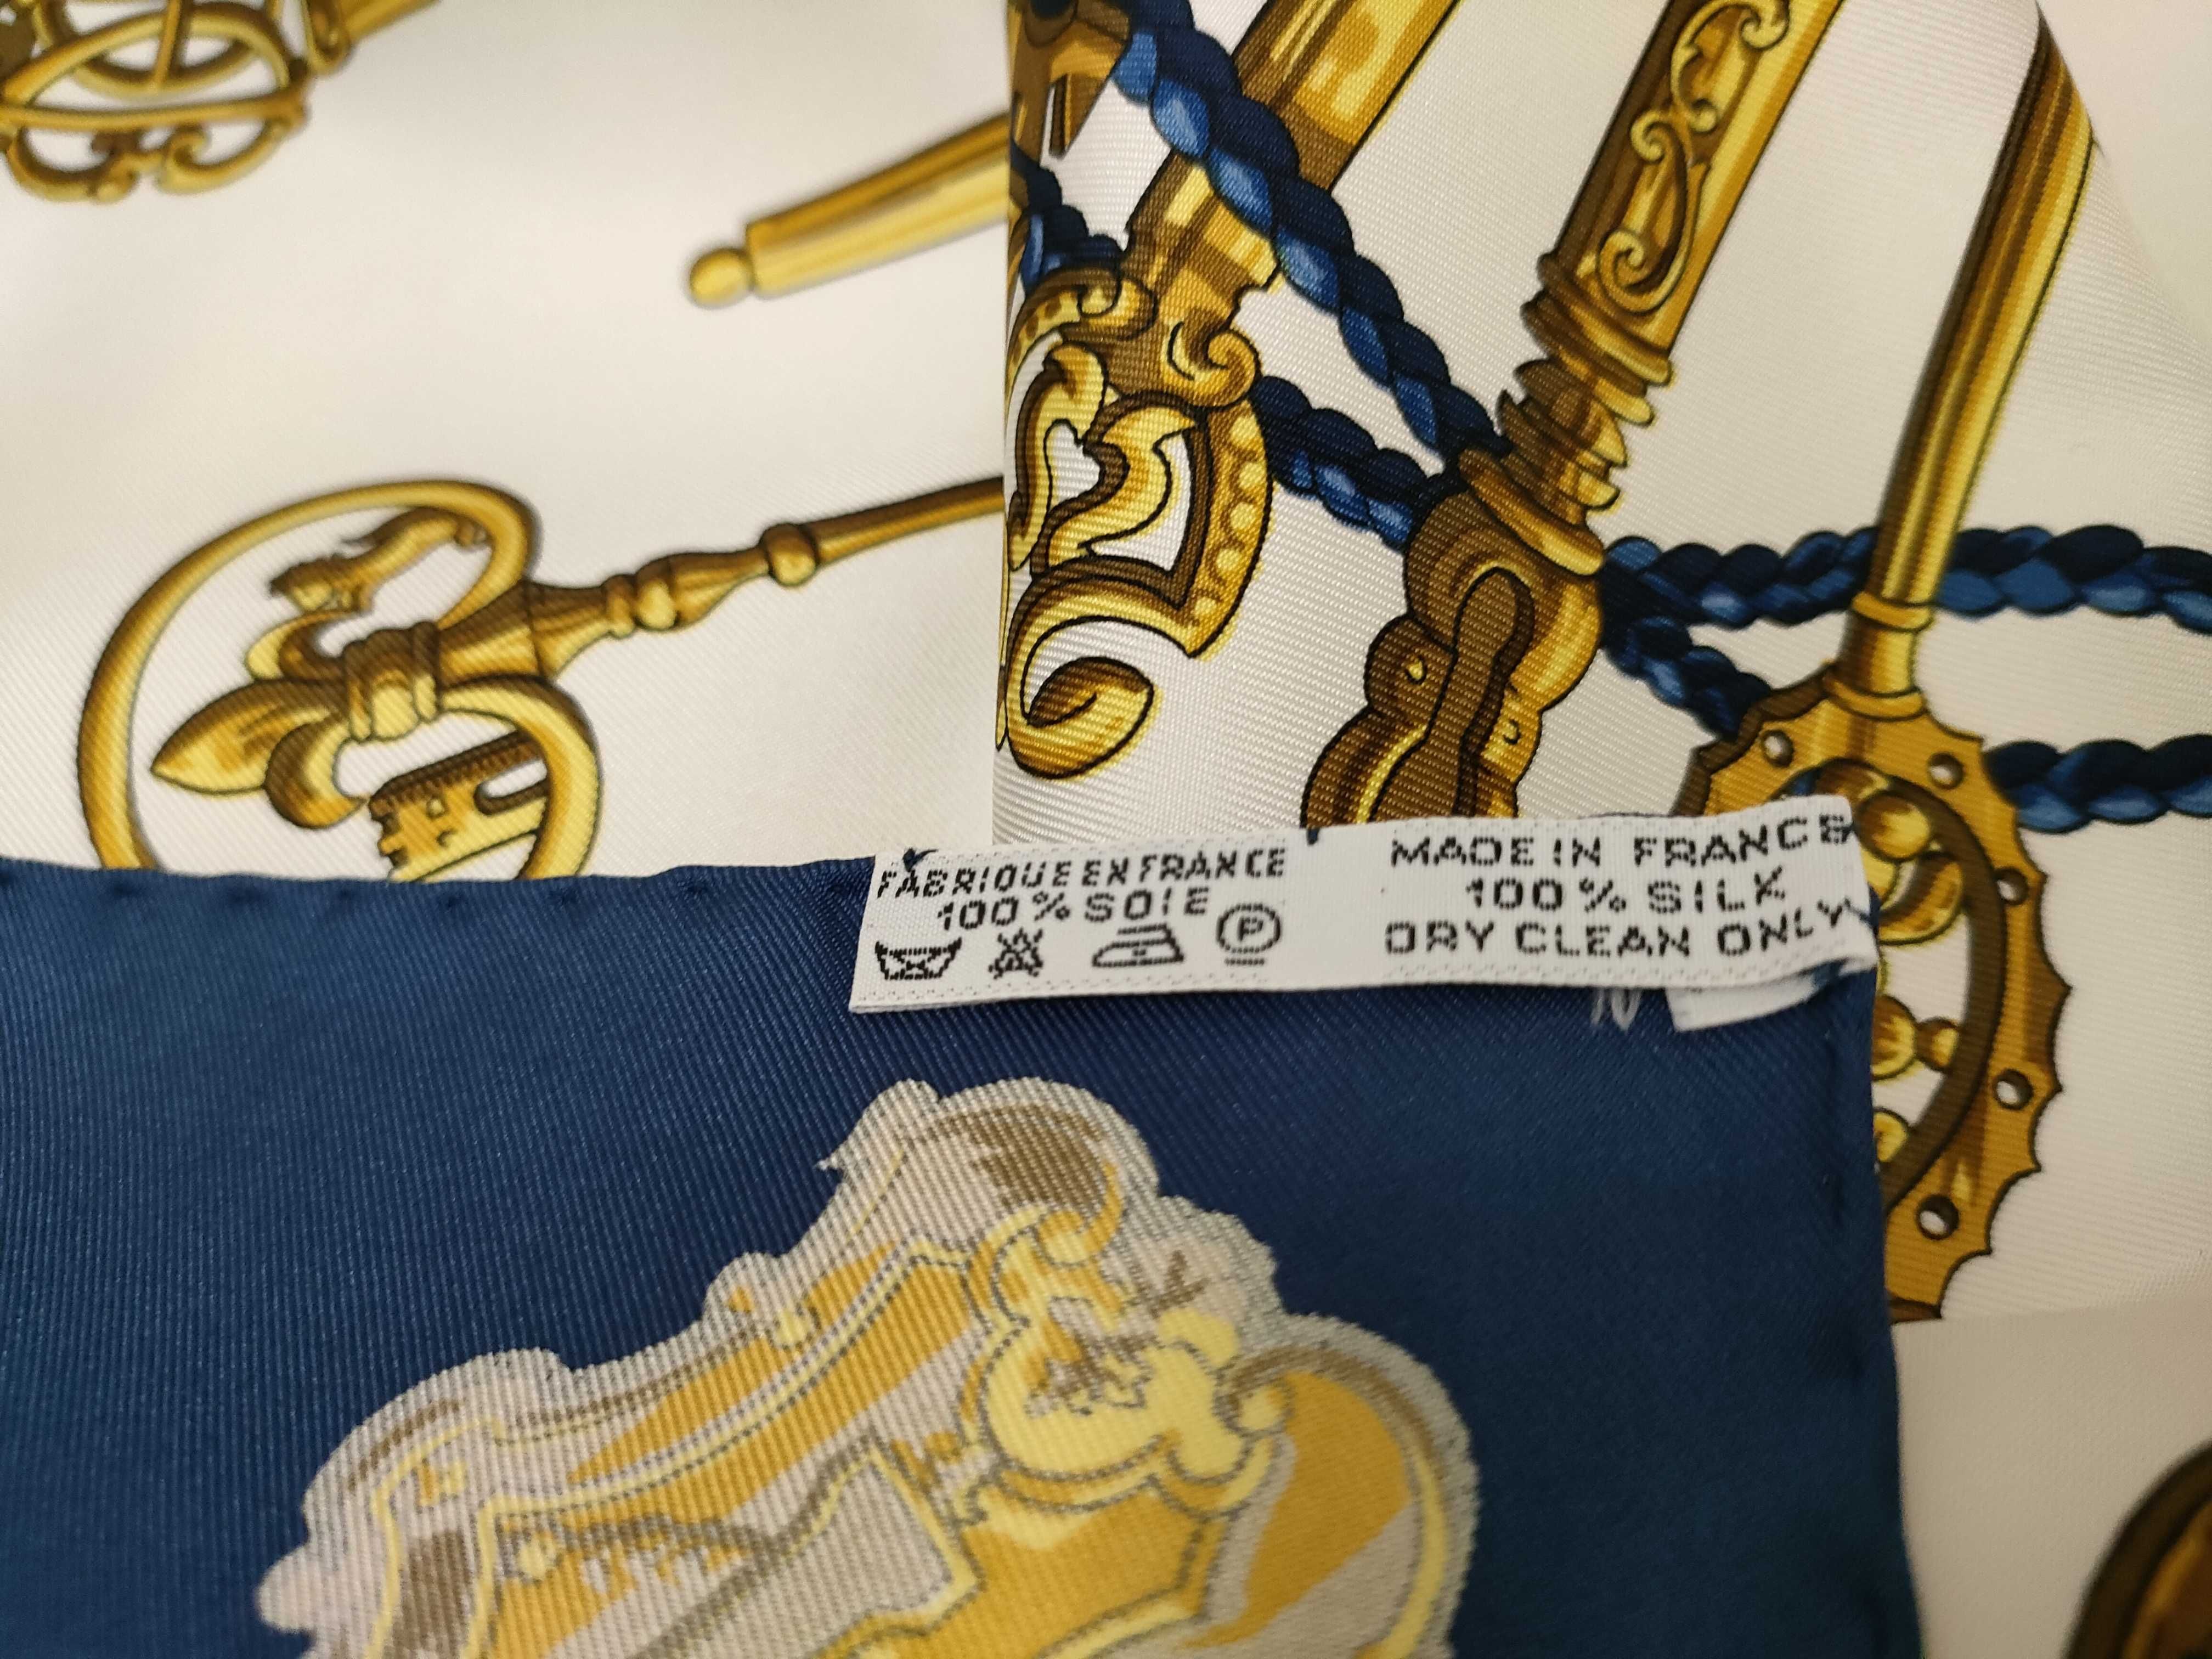 FABRIQUE EN FRANCE
100% SOIE
P
MADE IN FRANCE
100% SILK
DRY CLEAN ONLY